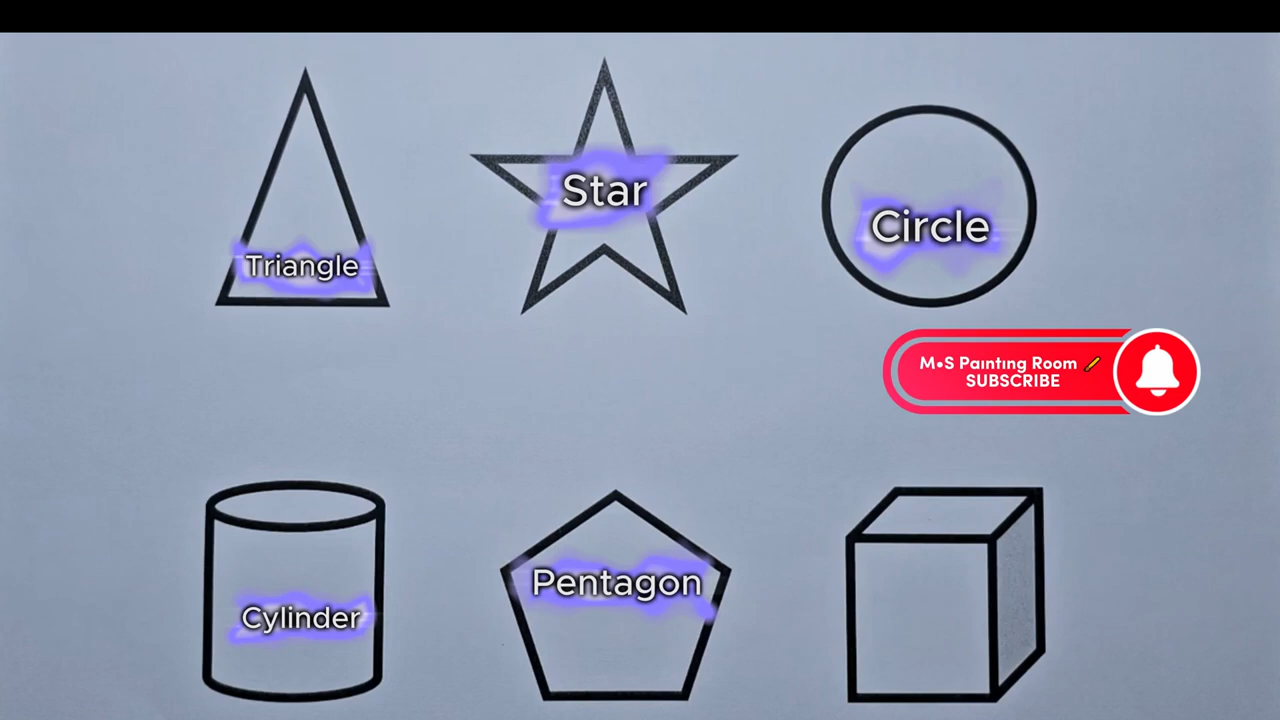 Triangle
Star
Circle
M•S Painting Room
SUBSCRIBE
Cylinder
Pentagon